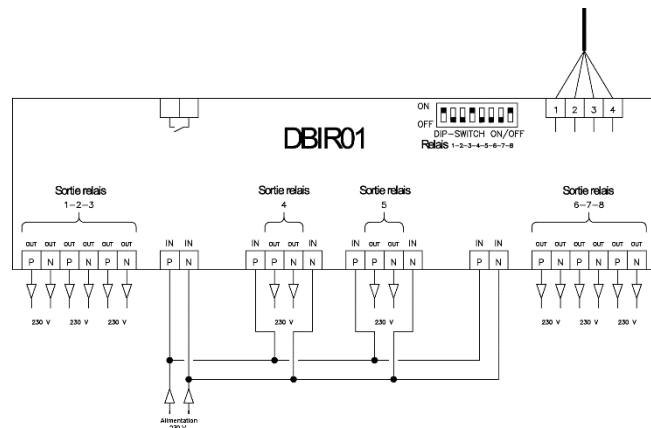 1 2 3 4
ON
OFF
DIP-SWITCH ON/OFF
Relais 1-2-3-4-5-6-7-8
DBIR01
Sortie relais
1-2-3
Sortie relais
4
Sortie relais
5
Sortie relais
6-7-8
OUT OUT OUT OUT OUT OUT
P N P N P N
230 V 230 V 230 V
IN IN
P N
IN OUT OUT IN
P P N N
230 V
IN OUT OUT IN
P P N N
230 V
IN IN
P N
OUT OUT OUT OUT OUT OUT
P N P N P N
230 V 230 V 230 V
Alimentation
230 V